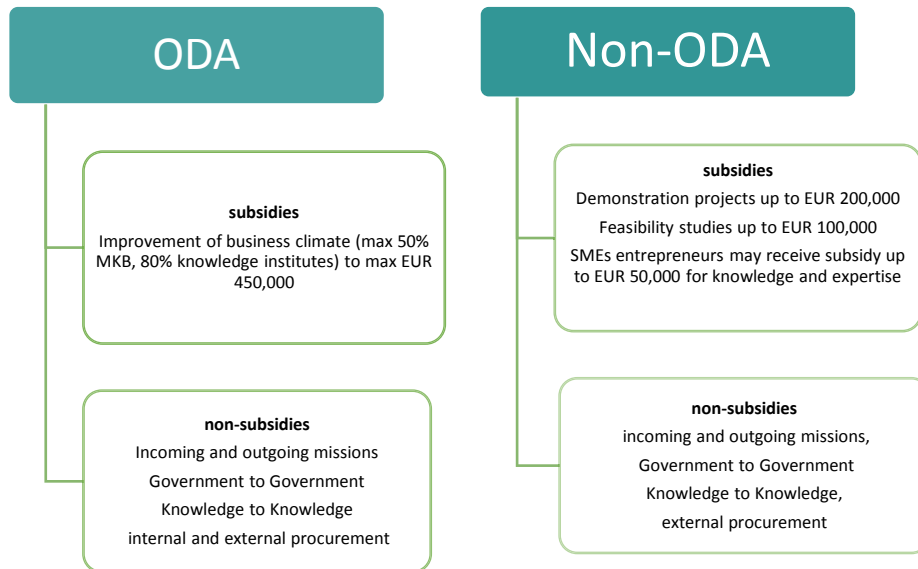 ODA
subsidies
Improvement of business climate (max 50%
MKB, 80% knowledge institutes) to max EUR
450,000
non-subsidies
Incoming and outgoing missions
Government to Government
Knowledge to Knowledge
internal and external procurement
Non-ODA
subsidies
Demonstration projects up to EUR 200,000
Feasibility studies up to EUR 100,000
SMEs entrepreneurs may receive subsidy up
to EUR 50,000 for knowledge and expertise
non-subsidies
incoming and outgoing missions,
Government to Government
Knowledge to Knowledge,
external procurement